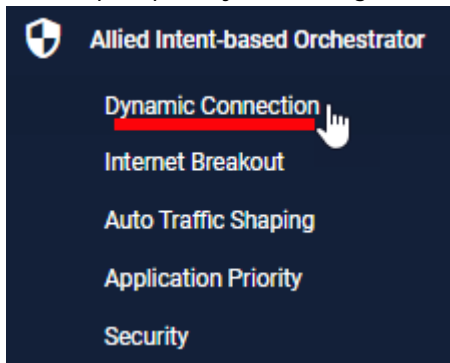 Allied Intent-based Orchestrator
Dynamic Connection
Internet Breakout
Auto Traffic Shaping
Application Priority
Security